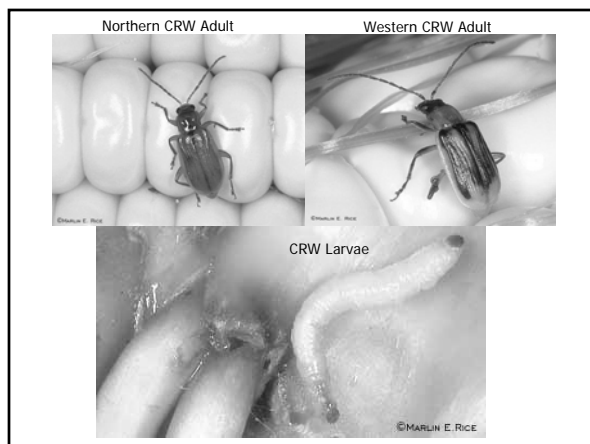 Northern CRW Adult
Western CRW Adult
©MARLIN E. RICE
©MARLIN E. RICE
CRW Larvae
©MARLIN E. RICE